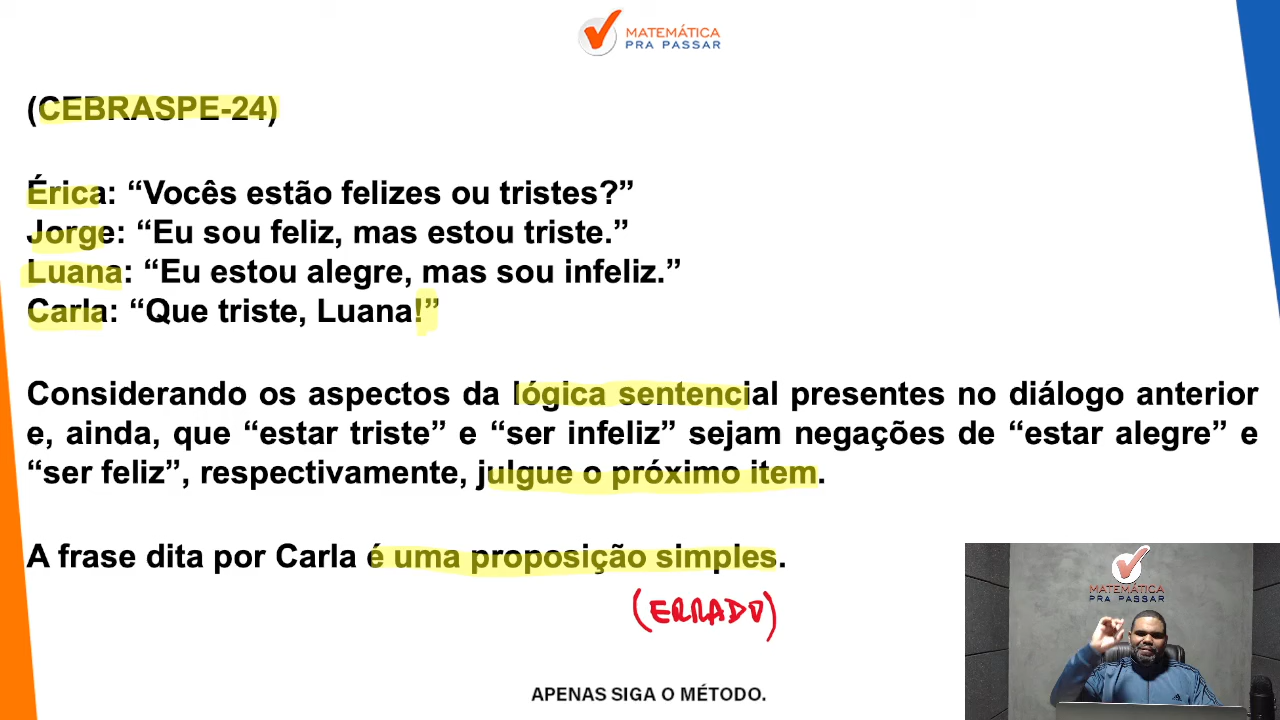 MATEMÁTICA
PRA PASSAR
(CEBRASPE-24)
Érica: “Vocês estão felizes ou tristes?”
Jorge: “Eu sou feliz, mas estou triste.”
Luana: “Eu estou alegre, mas sou infeliz.”
Carla: “Que triste, Luana!”
Considerando os aspectos da lógica sentencial presentes no diálogo anterior
e, ainda, que “estar triste” e “ser infeliz” sejam negações de “estar alegre” e
“ser feliz”, respectivamente, julgue o próximo item.
A frase dita por Carla é uma proposição simples.
(ERRADO)
MATEMÁTICA
PRA PASSAR
APENAS SIGA O MÉTODO.